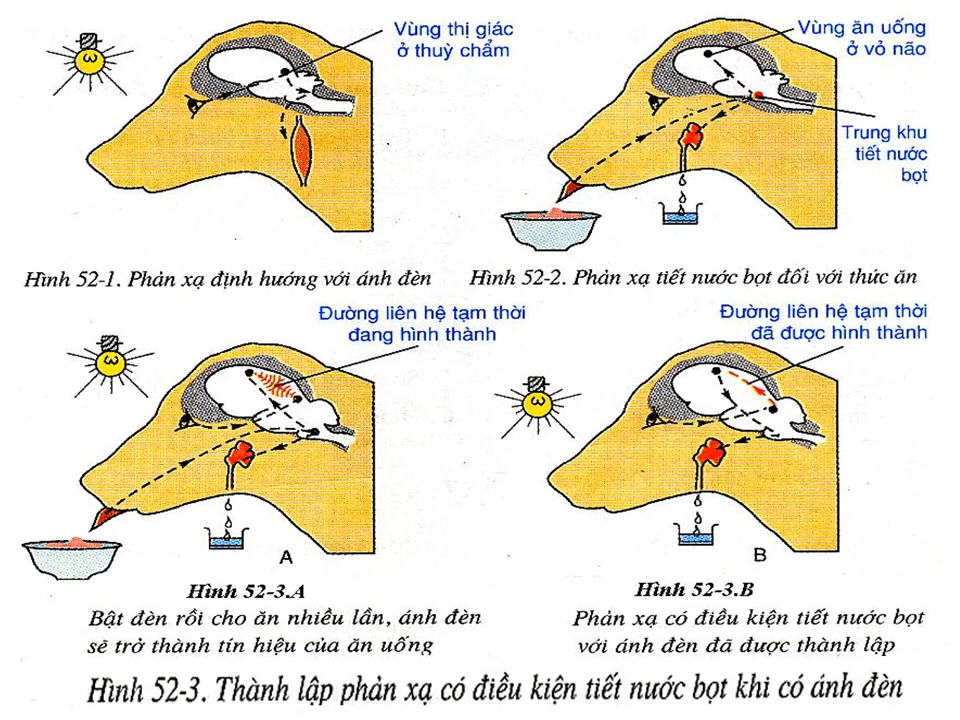 Vùng thị giác
ở thuỳ chẩm
Vùng ăn uống
ở vỏ não
Trung khu
tiết nước
bọt
Hình 52-1. Phản xạ định hướng với ánh đèn
Hình 52-2. Phản xạ tiết nước bọt đối với thức ăn
Đường liên hệ tạm thời
đang hình thành
Đường liên hệ tạm thời
đã được hình thành
A
B
Hình 52-3.A
Hình 52-3.B
Bật đèn rồi cho ăn nhiều lần, ánh đèn
sẽ trở thành tín hiệu của ăn uống
Phản xạ có điều kiện tiết nước bọt
với ánh đèn đã được thành lập
Hình 52-3. Thành lập phản xạ có điều kiện tiết nước bọt khi có ánh đèn